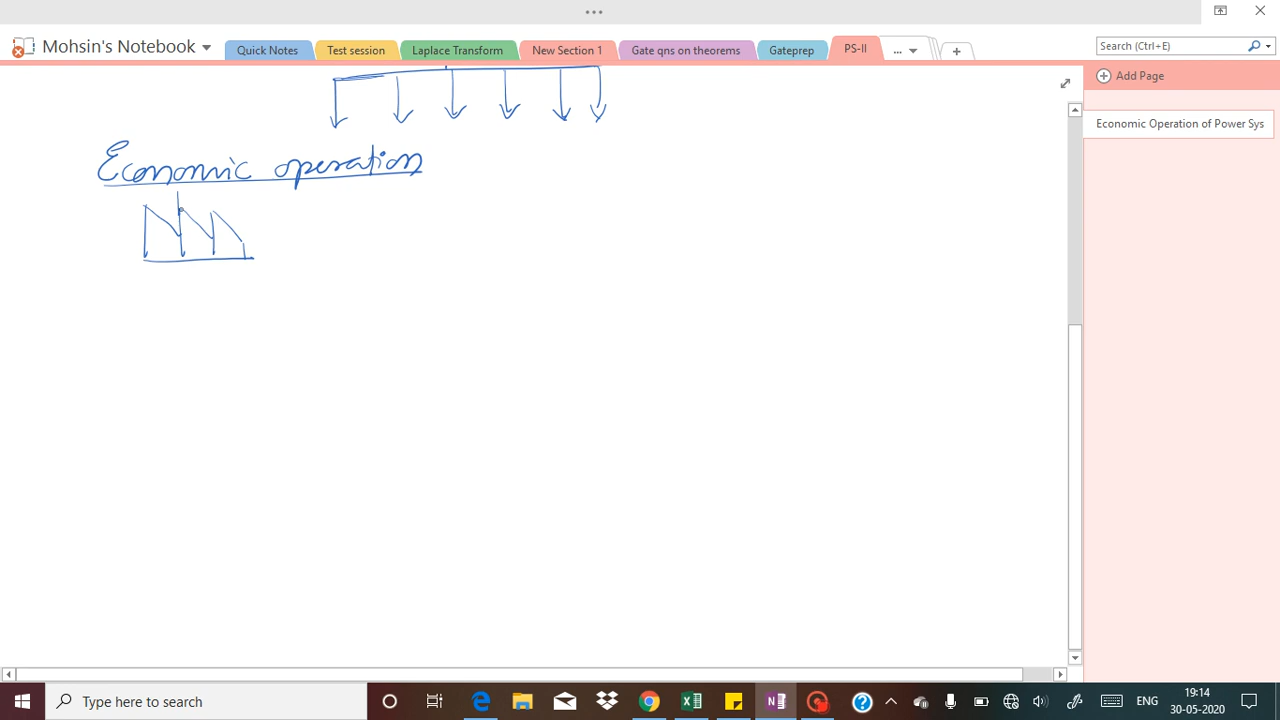 Mohsin's Notebook
Quick Notes
Test session
Laplace Transform
New Section 1
Gate qns on theorems
Gateprep
PS-II
...
Search (Ctrl+E)
Add Page
Economic Operation of Power Sys
Economic operation
Type here to search
ENG
19:14
30-05-2020